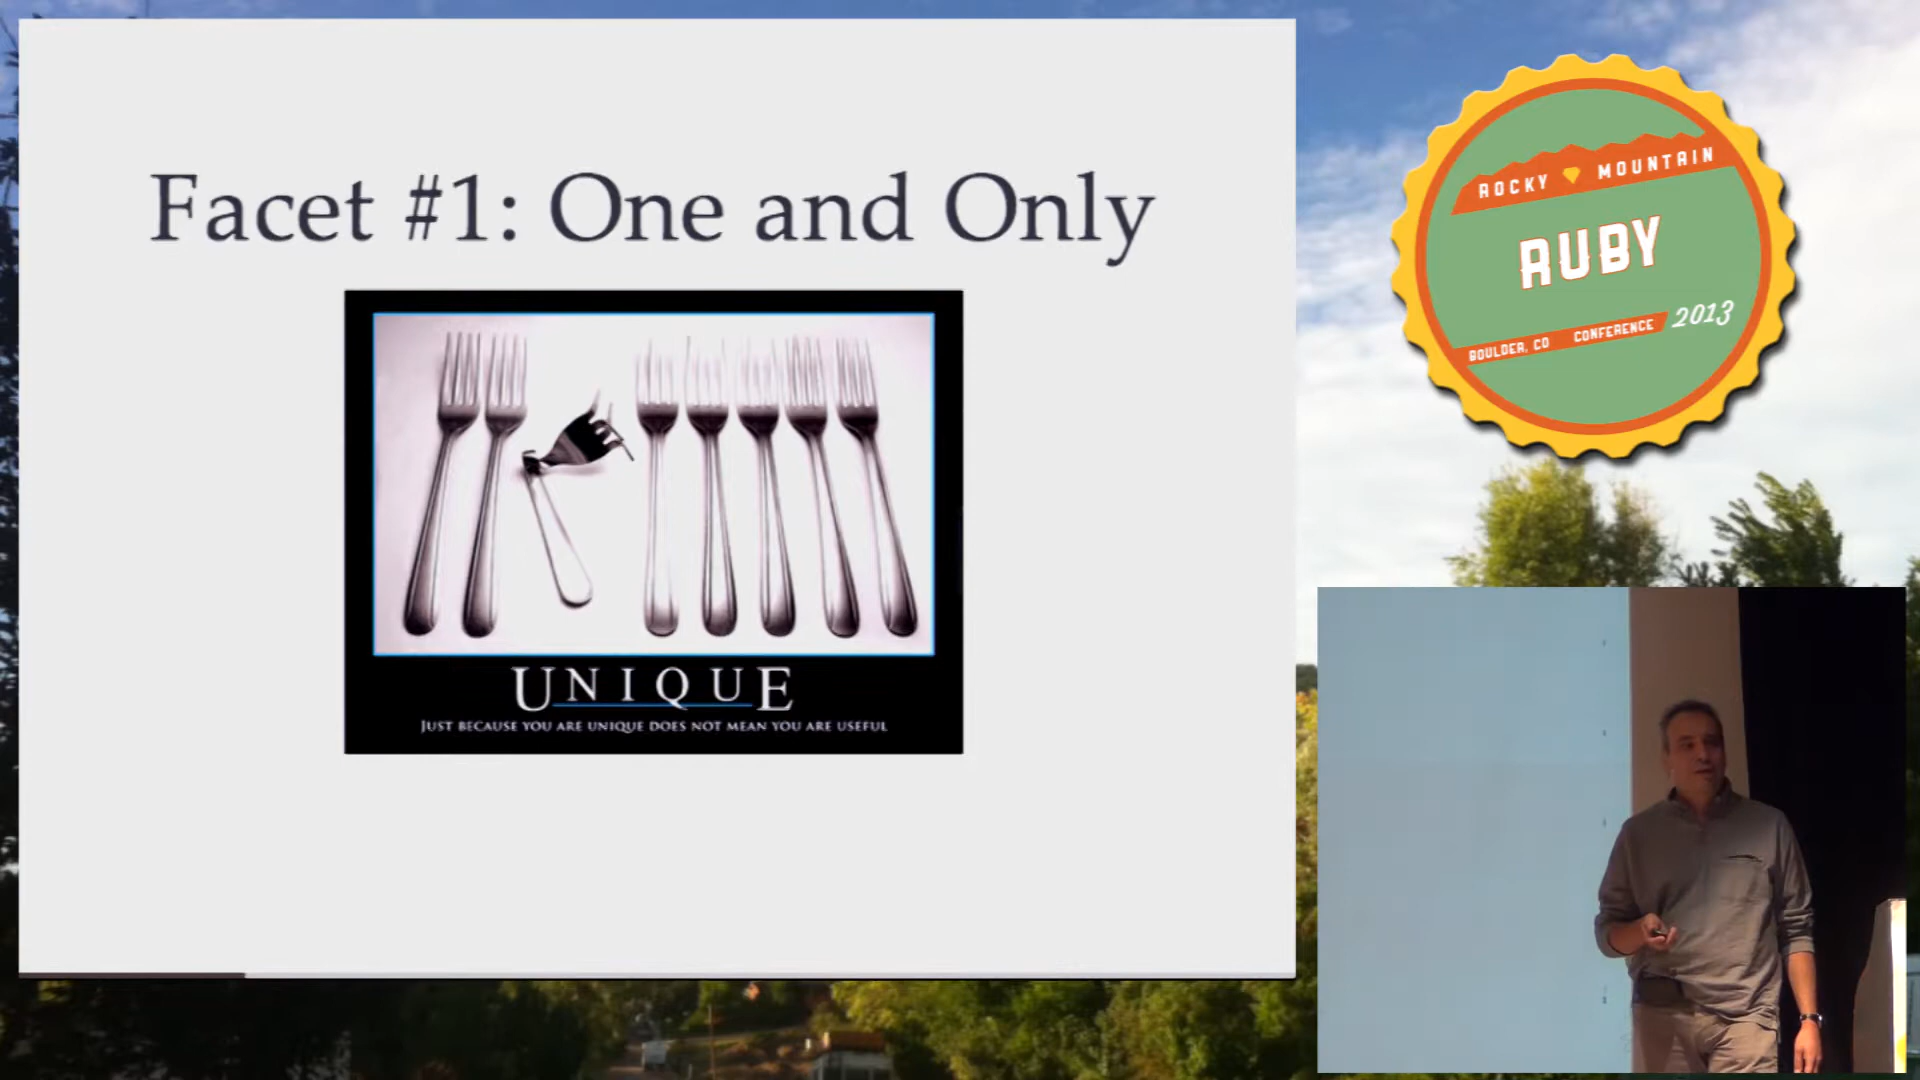 Facet #1: One and Only
UNIQUE
JUST BECAUSE YOU ARE UNIQUE DOES NOT MEAN YOU ARE USEFUL
ROCKY MOUNTAIN
RUBY
BOULDER, CO CONFERENCE 2013